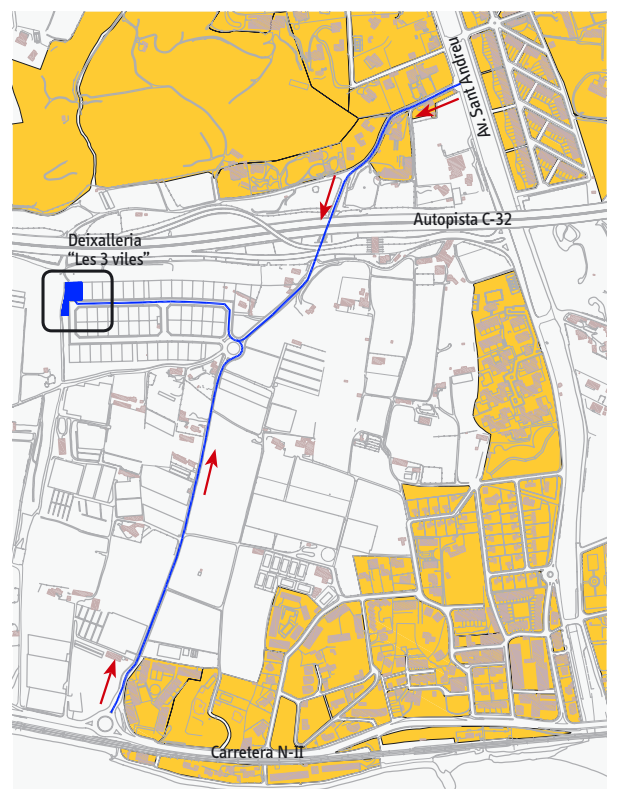 Av. Sant Andreu
Autopista C-32
Deixalleria
“Les 3 viles”
Carretera N-II